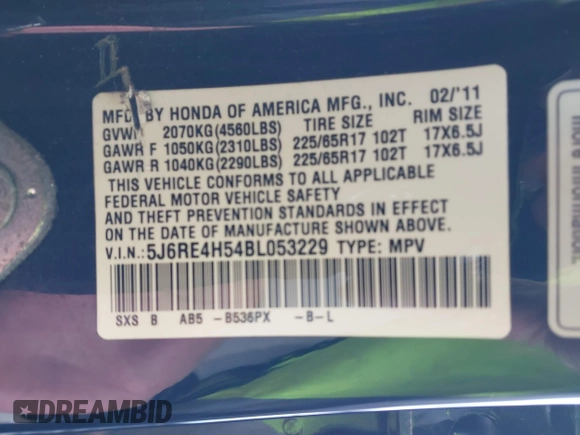 MFD. BY HONDA OF AMERICA MFG., INC. 02/'11
GVWR 2070KG(4560LBS) TIRE SIZE RIM SIZE
GAWR F 1050KG(2310LBS) 225/65R17 102T 17X6.5J
GAWR R 1040KG(2290LBS) 225/65R17 102T 17X6.5J
THIS VEHICLE CONFORMS TO ALL APPLICABLE
FEDERAL MOTOR VEHICLE SAFETY
AND THEFT PREVENTION STANDARDS IN EFFECT
ON THE DATE OF MANUFACTURE SHOWN ABOVE.
V.I.N.:5J6RE4H54BL053229 TYPE: MPV
SXS B AB5 -B536PX -B-L
DREAMBID